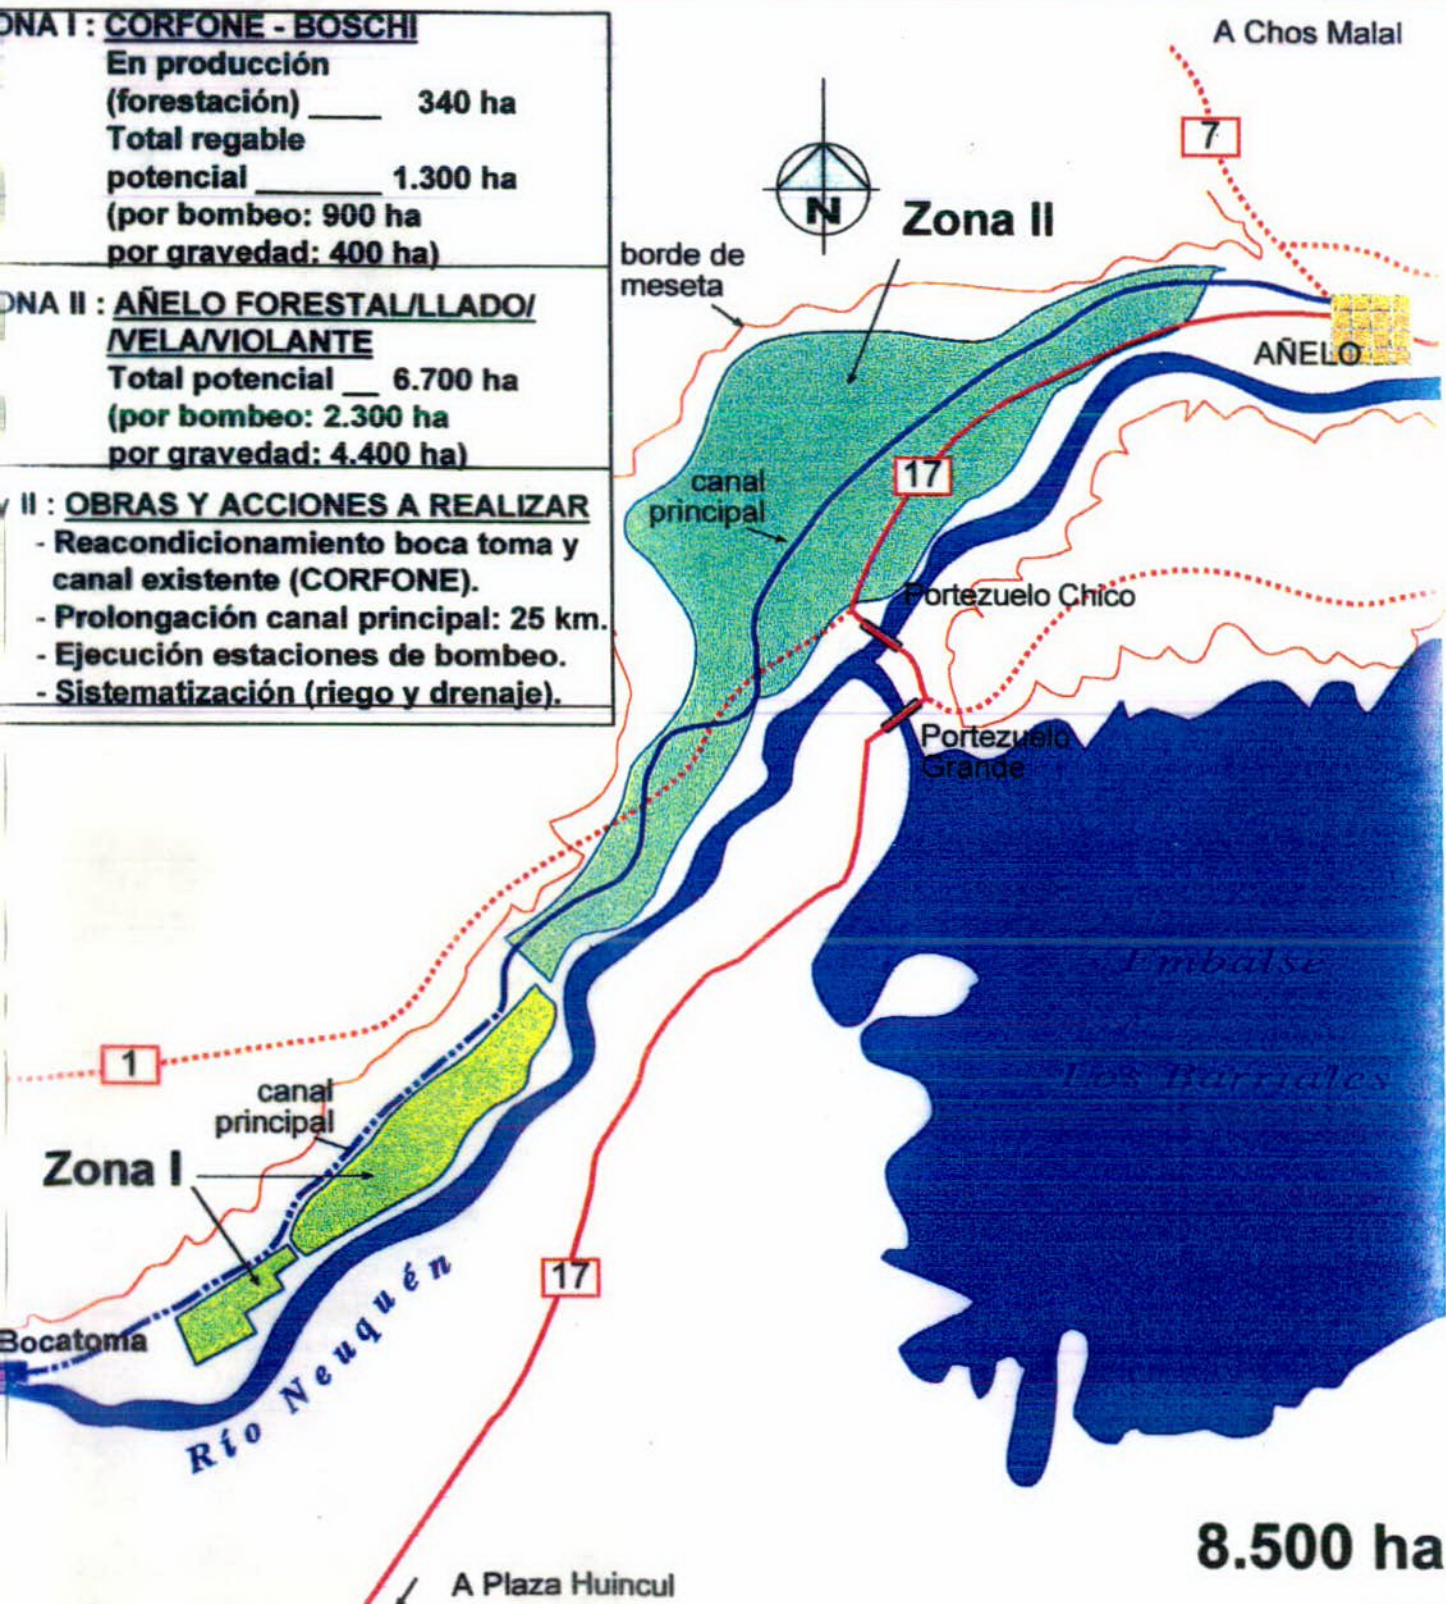 ONA I : CORFONE - BOSCHI
En producción
(forestación) ____ 340 ha
Total regable
potencial _______ 1.300 ha
(por bombeo: 900 ha
por gravedad: 400 ha)
ONA II : AÑELO FORESTAL/LLADO/
/VELA/VIOLANTE
Total potencial __ 6.700 ha
(por bombeo: 2.300 ha
por gravedad: 4.400 ha)
y II : OBRAS Y ACCIONES A REALIZAR
- Reacondicionamiento boca toma y
canal existente (CORFONE).
- Prolongación canal principal: 25 km.
- Ejecución estaciones de bombeo.
- Sistematización (riego y drenaje).
A Chos Malal
7
N
Zona II
borde de
meseta
AÑELO
17
canal
principal
Portezuelo Chico
Portezuelo
Grande
Embalse
Los Barriales
1
canal
principal
Zona I
17
Bocatoma
Río Neuquén
8.500 ha
A Plaza Huincul